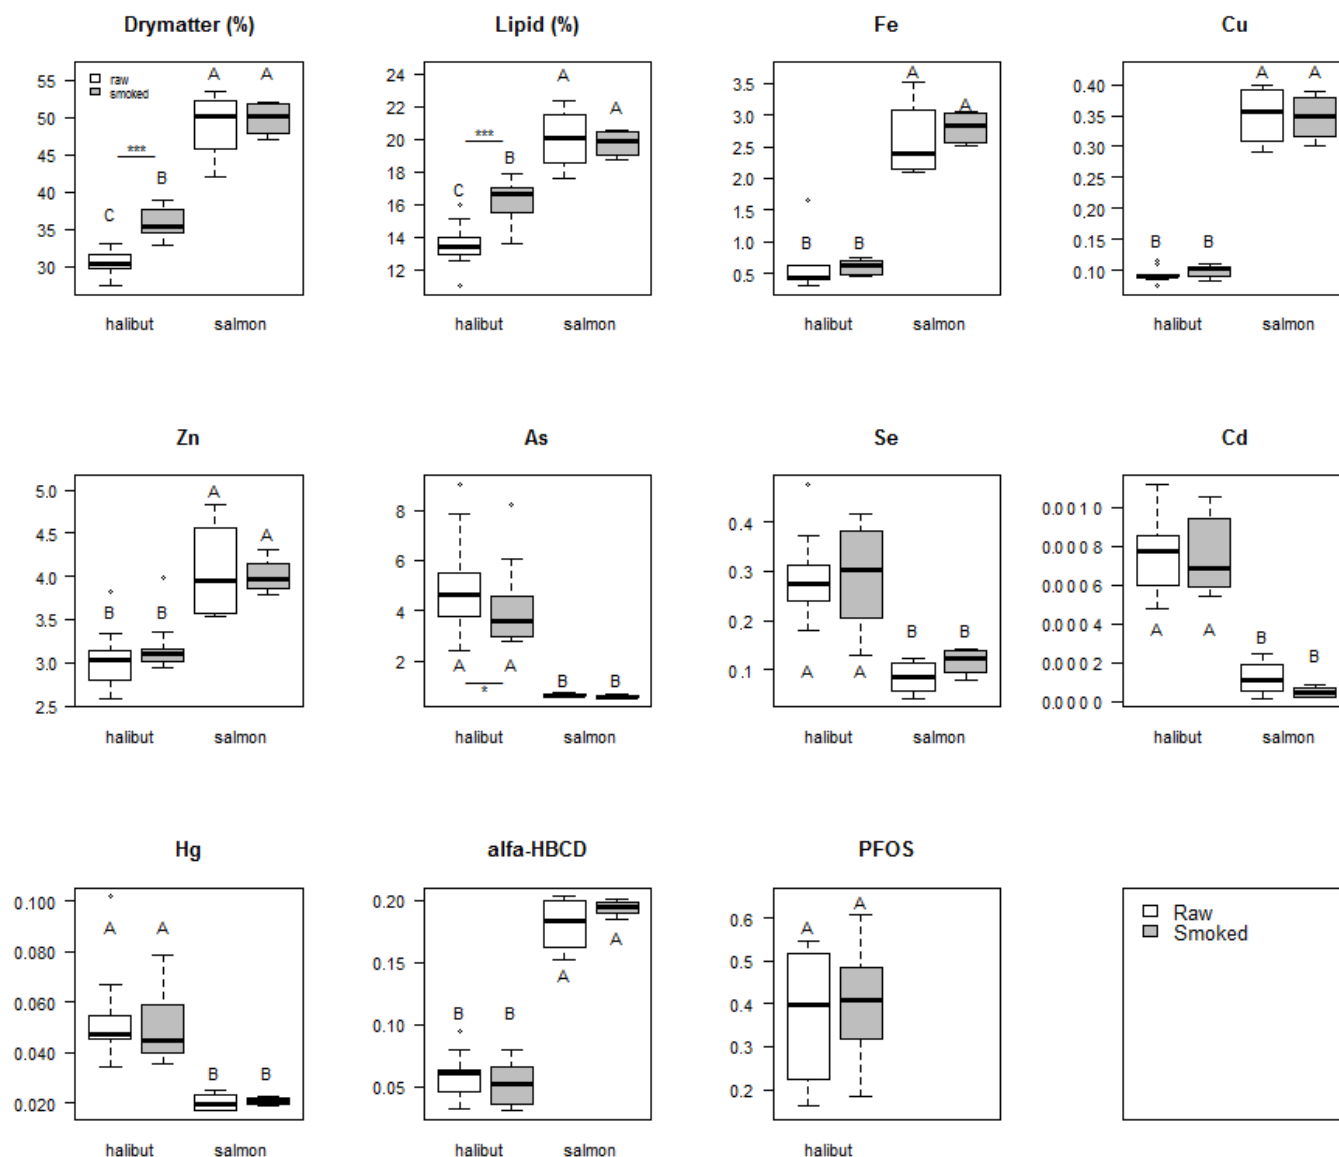 Drymatter (%)
55
50
45
40
35
30
raw
smoked
***
C
B
A
A
halibut
salmon
Lipid (%)
24
22
20
18
16
14
12
***
C
B
A
A
halibut
salmon
Fe
3.5
3.0
2.5
2.0
1.5
1.0
0.5
B
B
A
A
halibut
salmon
Cu
0.40
0.35
0.30
0.25
0.20
0.15
0.10
B
B
A
A
halibut
salmon
Zn
5.0
4.5
4.0
3.5
3.0
2.5
B
B
A
A
halibut
salmon
As
8
6
4
2
A
A
*
B
B
halibut
salmon
Se
0.4
0.3
0.2
0.1
A
A
B
B
halibut
salmon
Cd
0.0010
0.0008
0.0006
0.0004
0.0002
0.0000
A
A
B
B
halibut
salmon
Hg
0.100
0.080
0.060
0.040
0.020
A
A
B
B
halibut
salmon
alfa-HBCD
0.20
0.15
0.10
0.05
B
B
A
A
halibut
salmon
PFOS
0.6
0.5
0.4
0.3
0.2
A
A
halibut
Raw
Smoked